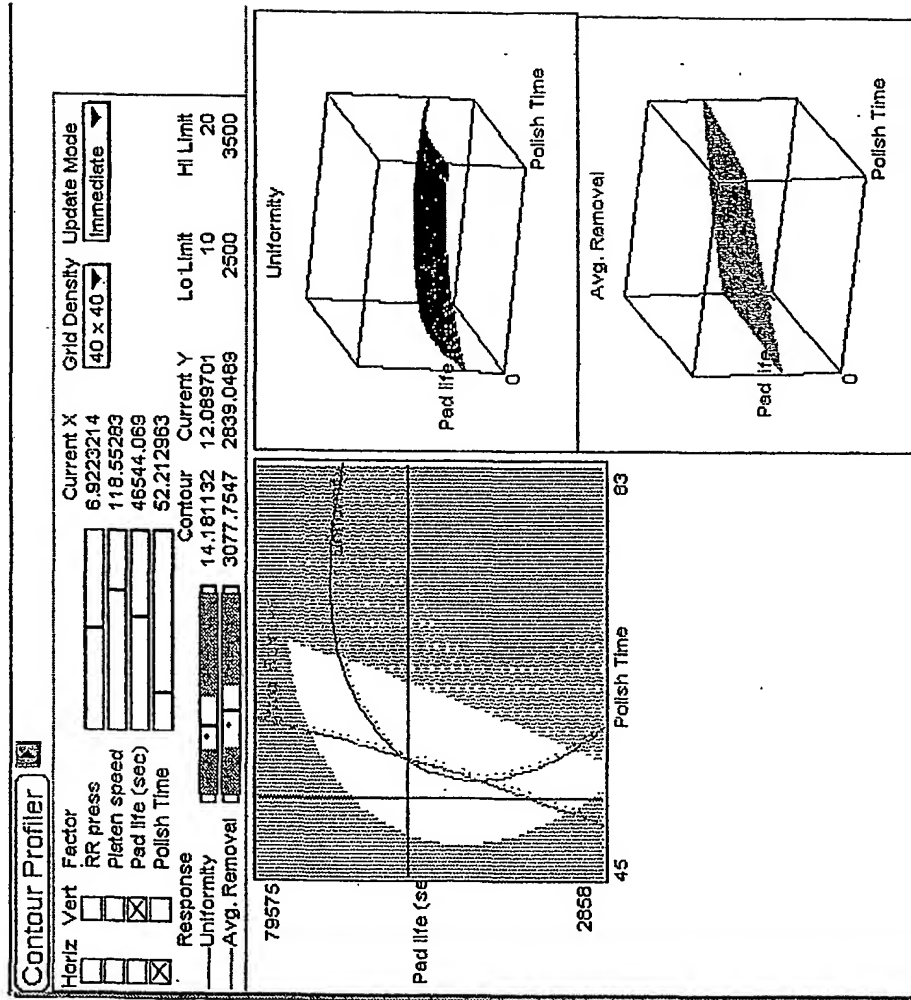 Contour Profiler
Horiz Vert Factor Current X Grid Density Update Mode
RR press 6.9223214 40 x 40 Immediate
Platen speed 118.55283
Pad life (sec) 46544.069
Polish Time 52.212963
Response Contour Current Y Lo Limit Hi Limit
Uniformity 14.181132 12.089701 10 20
Avg. Removal 3077.7547 2839.0489 2500 3500
79575
Pad life (se
2858
45 Polish Time 83
Uniformity
Pad life
0
Polish Time
Avg. Removal
Pad life
0
Polish Time